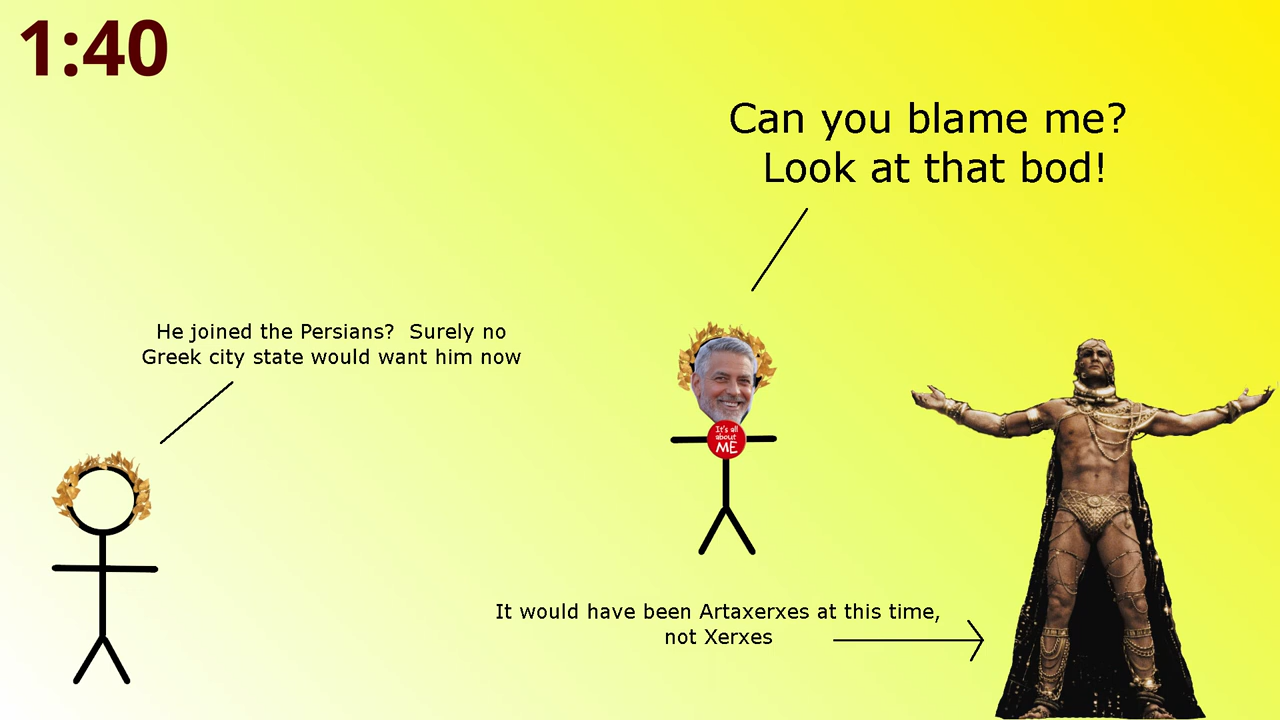 1:40
Can you blame me?
Look at that bod!
He joined the Persians?  Surely no
Greek city state would want him now
It's all
about
ME
It would have been Artaxerxes at this time,
not Xerxes